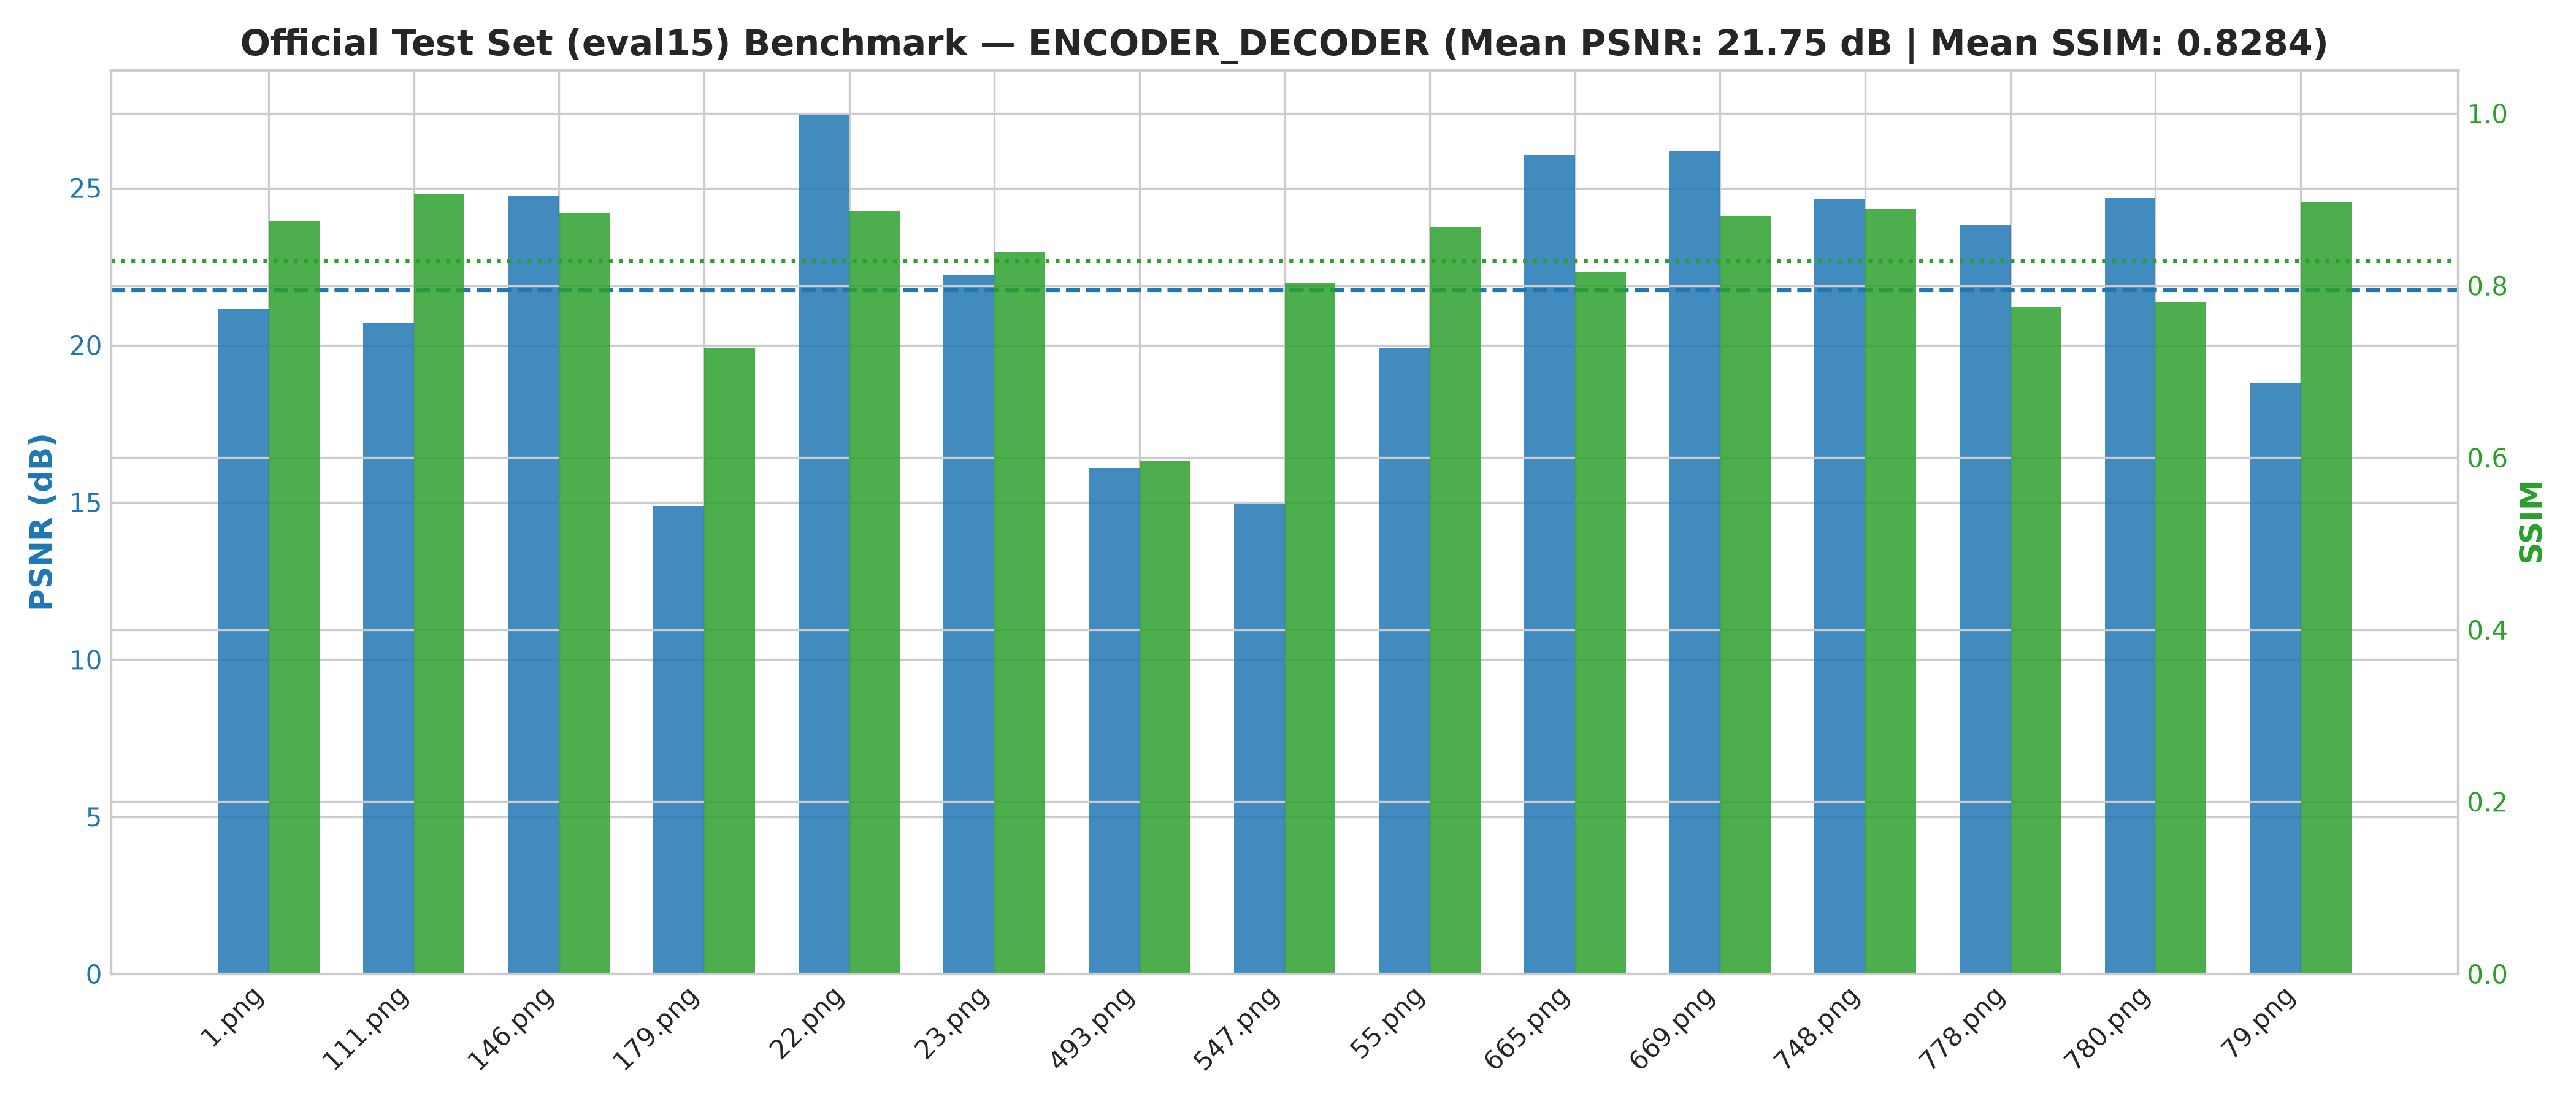 Official Test Set (eval15) Benchmark — ENCODER_DECODER (Mean PSNR: 21.75 dB | Mean SSIM: 0.8284)
PSNR (dB)
25
20
15
10
5
0
1.0
0.8
0.6
0.4
0.2
0.0
SSIM
1.png
111.png
146.png
179.png
22.png
23.png
493.png
547.png
55.png
665.png
669.png
748.png
778.png
780.png
79.png